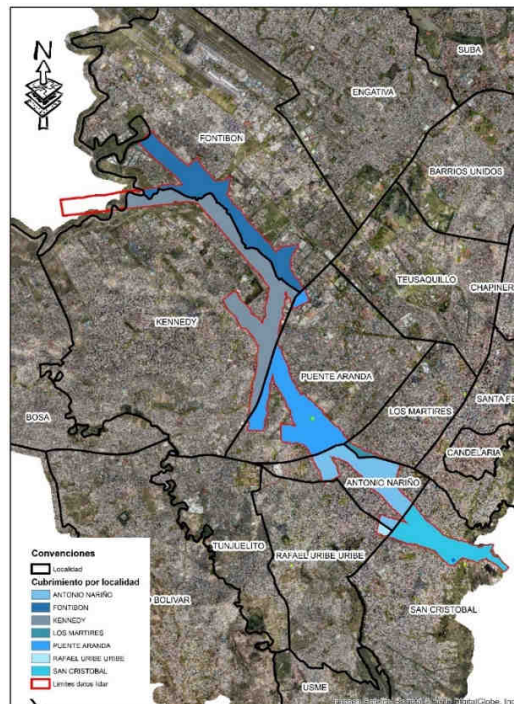 N
SUBA
ENGATIVA
FONTIBON
BARRIOS UNIDOS
TEUSAQUILLO
CHAPINER
KENNEDY
PUENTE ARANDA
SANTA FE
LOS MARTIRES
BOSA
CANDELARIA
ANTONIO NARIÑO
TUNJUELITO
RAFAEL URIBE URIBE
D BOLIVAR
SAN CRISTOBAL
USME
Convenciones
Localidad
Cubrimiento por localidad
ANTONIO NARIÑO
FONTIBON
KENNEDY
LOS MARTIRES
PUENTE ARANDA
RAFAEL URIBE URIBE
SAN CRISTOBAL
Limites datos lidar
DigitalGlobe, Inc